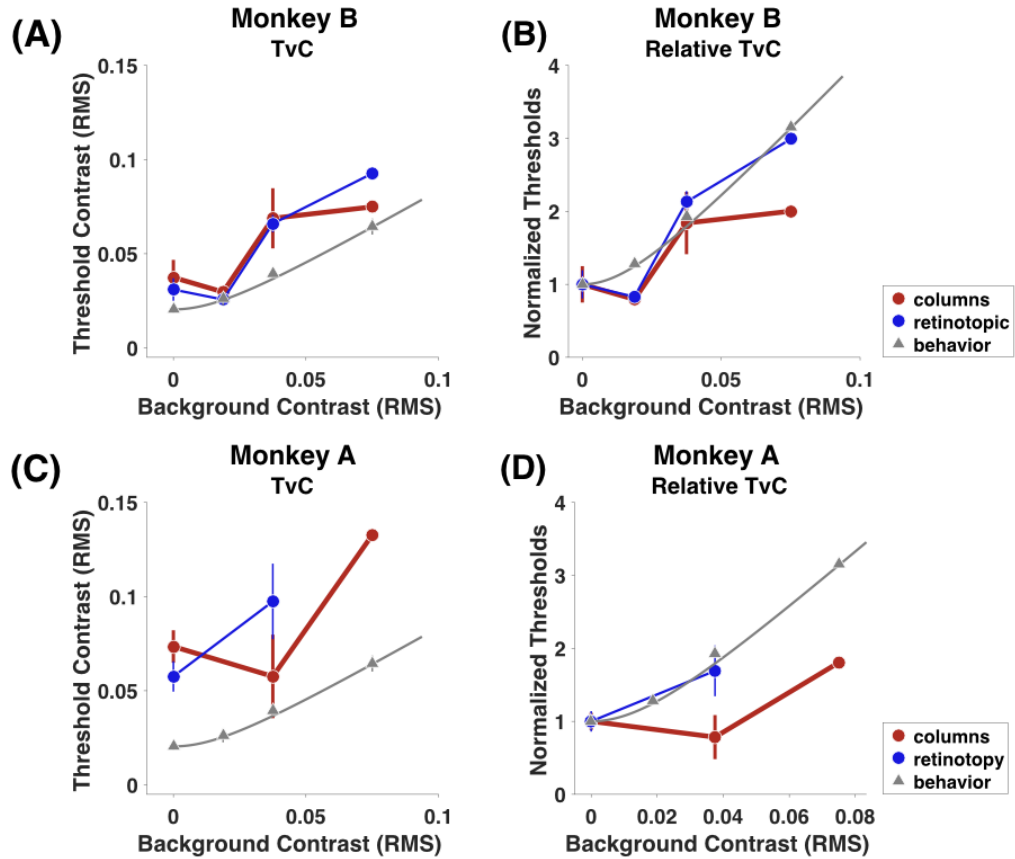 (A)
Monkey B
TvC
0.15
0.1
0.05
0
Threshold Contrast (RMS)
0 0.05 0.1
Background Contrast (RMS)
(B)
Monkey B
Relative TvC
4
3
2
1
0
Normalized Thresholds
0 0.05 0.1
Background Contrast (RMS)
columns
retinotopic
behavior
(C)
Monkey A
TvC
0.15
0.1
0.05
0
Threshold Contrast (RMS)
0 0.05 0.1
Background Contrast (RMS)
(D)
Monkey A
Relative TvC
4
3
2
1
0
Normalized Thresholds
0 0.02 0.04 0.06 0.08
Background Contrast (RMS)
columns
retinotopy
behavior